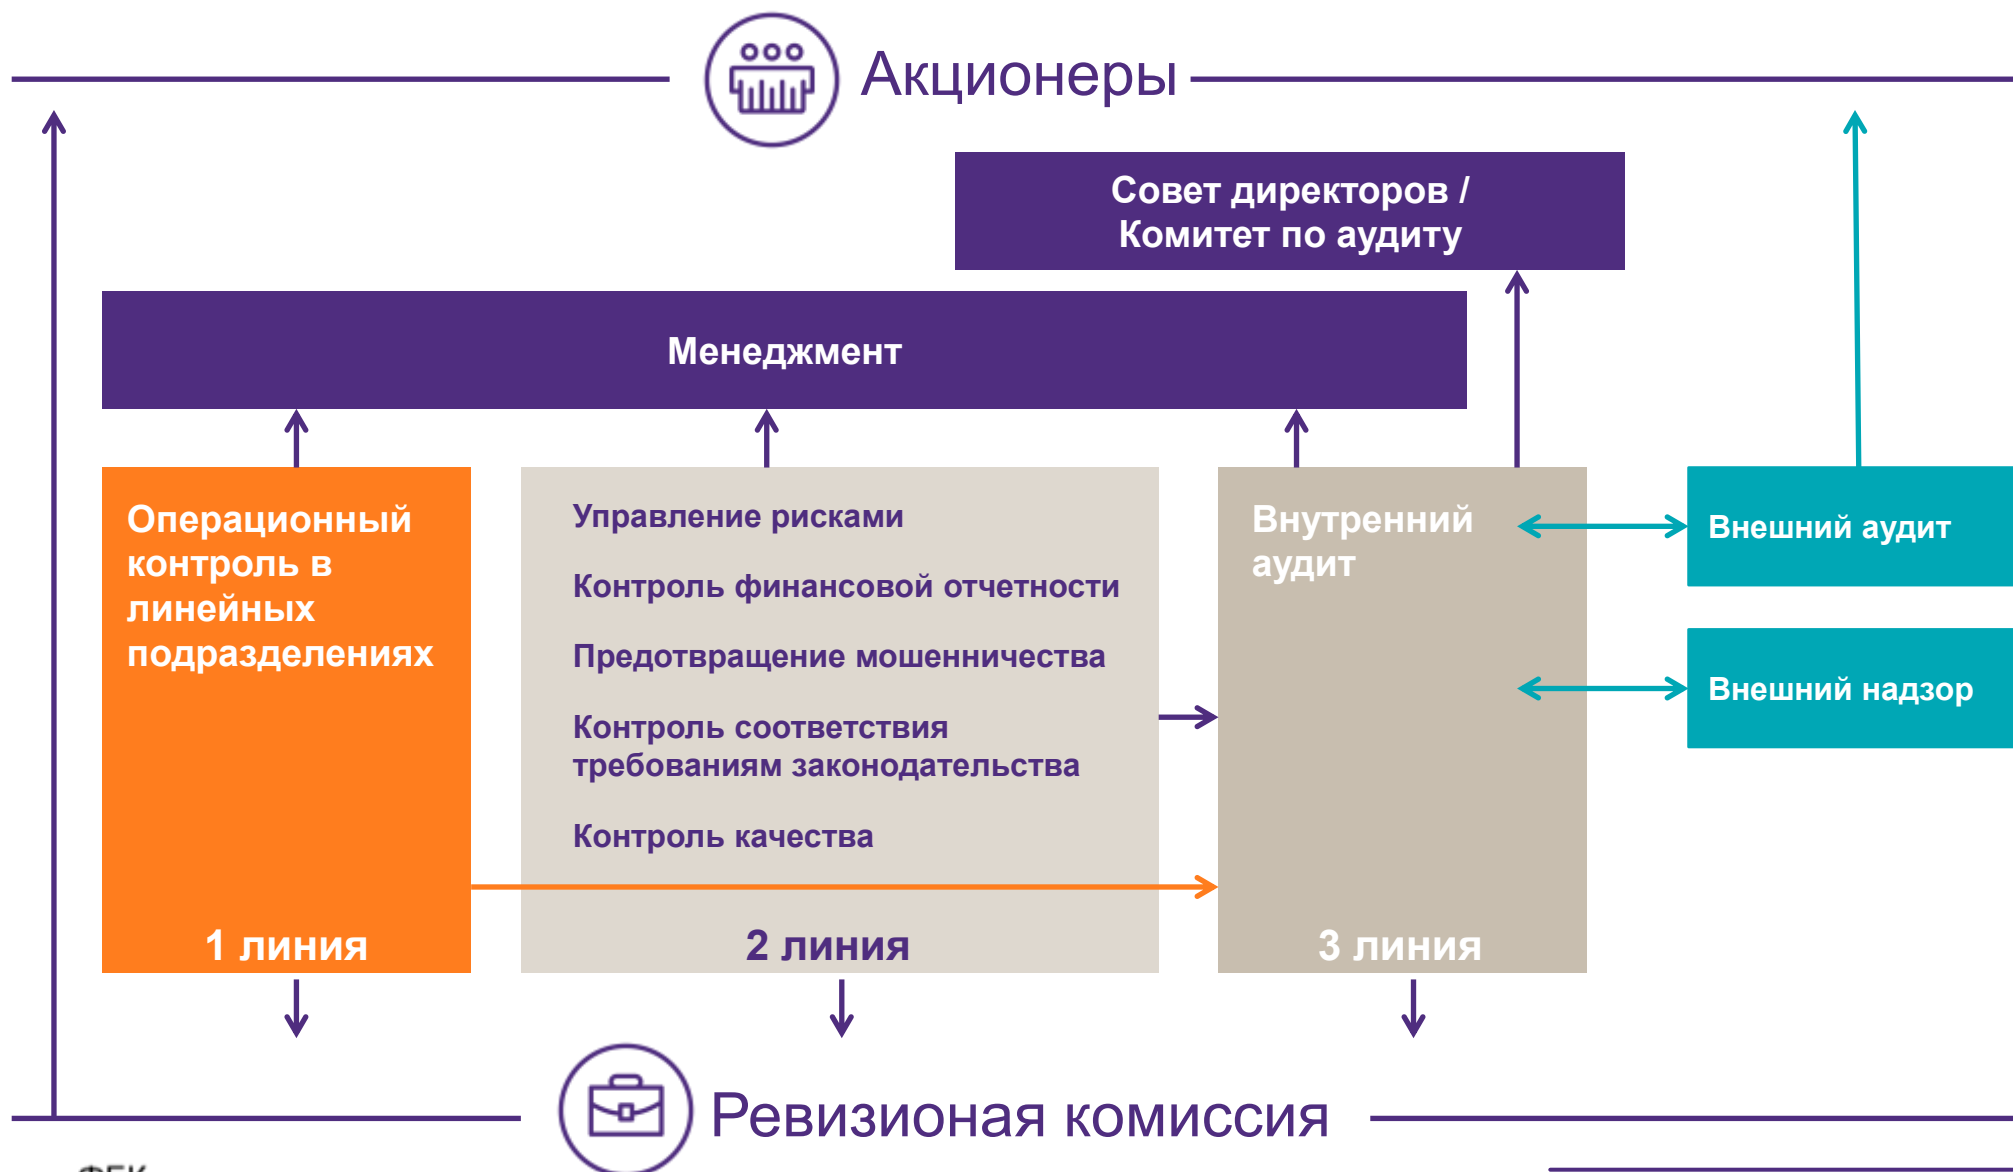 Акционеры
Совет директоров /
Комитет по аудиту
Менеджмент
Операционный
контроль в
линейных
подразделениях
1 линия
Управление рисками
Контроль финансовой отчетности
Предотвращение мошенничества
Контроль соответствия
требованиям законодательства
Контроль качества
2 линия
Внутренний
аудит
3 линия
Внешний аудит
Внешний надзор
Ревизионая комиссия